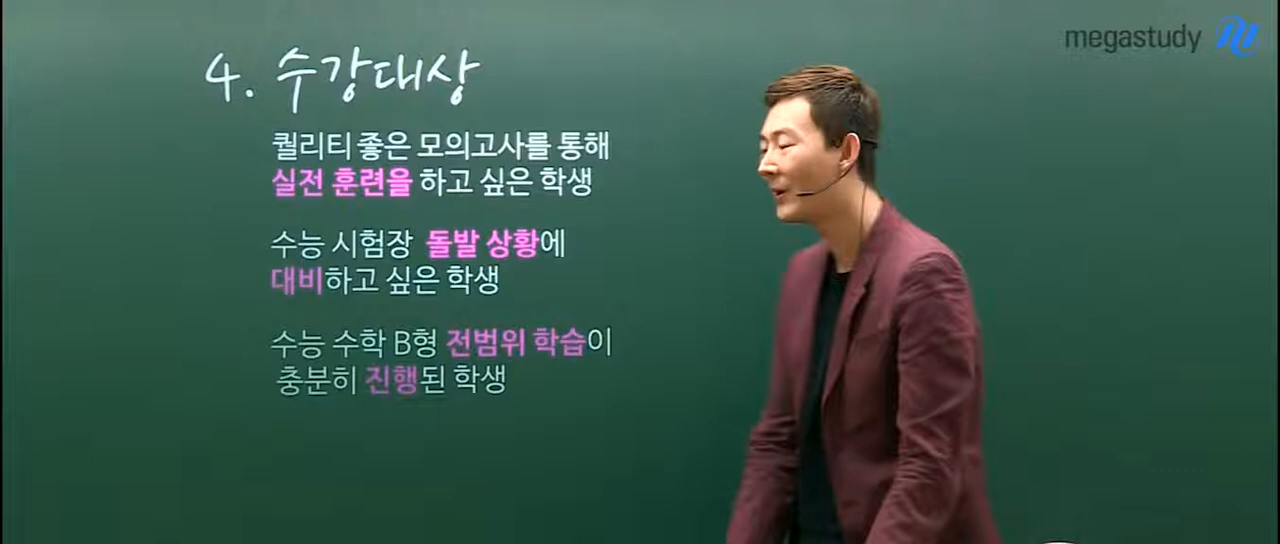 megastudy
4. 수강대상
퀄리티 좋은 모의고사를 통해
실전 훈련을 하고 싶은 학생
수능 시험장 돌발 상황에
대비하고 싶은 학생
수능 수학 B형 전범위 학습이
충분히 진행된 학생